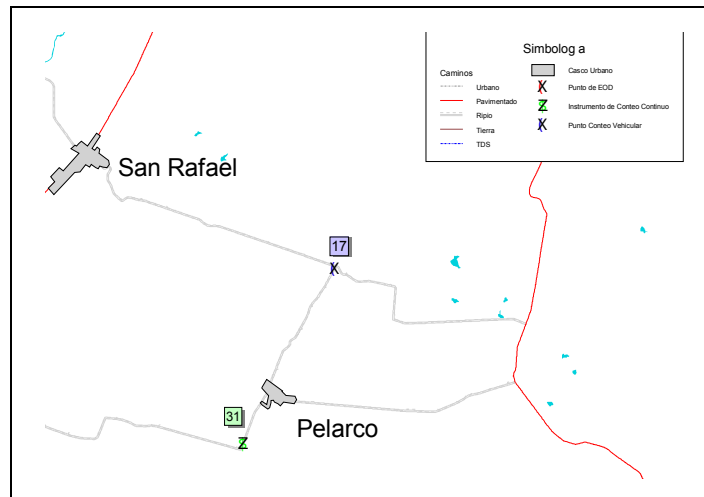 Simbolog a
Caminos
Urbano
Pavimentado
Ripio
Tierra
TDS
Casco Urbano
X Punto de EOD
Z Instrumento de Conteo Continuo
X Punto Conteo Vehicular
San Rafael
17
X
31
Z
Pelarco